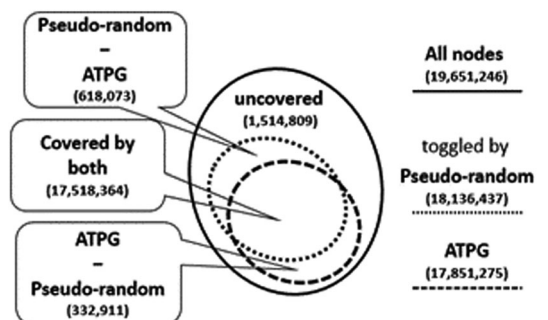 Pseudo-random
–
ATPG
(618,073)
Covered by
both
(17,518,364)
ATPG
–
Pseudo-random
(332,911)
uncovered
(1,514,809)
All nodes
(19,651,246)
toggled by
Pseudo-random
(18,136,437)
ATPG
(17,851,275)